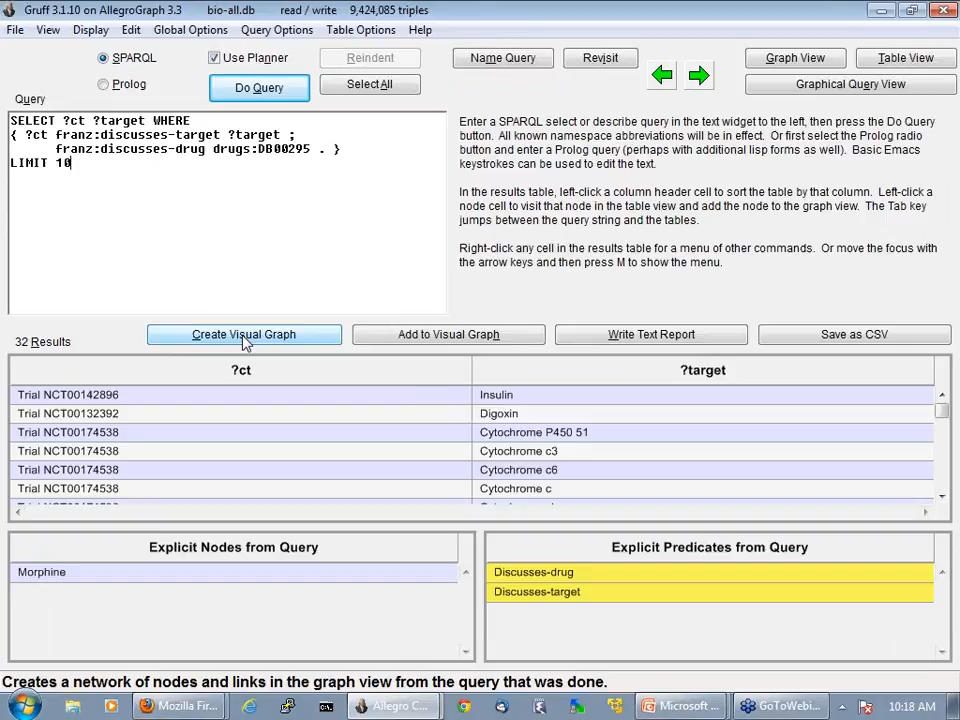 Gruff 3.1.10 on AllegroGraph 3.3 bio-all.db read / write 9,424,085 triples
File View Display Edit Global Options Query Options Table Options Help
SPARQL Use Planner Reindent Name Query Revisit Graph View Table View
Prolog Do Query Select All Graphical Query View
Query
SELECT ?ct ?target WHERE
{ ?ct franz:discusses-target ?target ;
franz:discusses-drug drugs:DB00295 . }
LIMIT 10
Enter a SPARQL select or describe query in the text widget to the left, then press the Do Query
button. All known namespace abbreviations will be in effect. Or first select the Prolog radio
button and enter a Prolog query (perhaps with additional lisp forms as well). Basic Emacs
keystrokes can be used to edit the text.
In the results table, left-click a column header cell to sort the table by that column. Left-click a
node cell to visit that node in the table view and add the node to the graph view. The Tab key
jumps between the query string and the tables.
Right-click any cell in the results table for a menu of other commands. Or move the focus with
the arrow keys and then press M to show the menu.
32 Results Create Visual Graph Add to Visual Graph Write Text Report Save as CSV
?ct ?target
Trial NCT00142896 Insulin
Trial NCT00132392 Digoxin
Trial NCT00174538 Cytochrome P450 51
Trial NCT00174538 Cytochrome c3
Trial NCT00174538 Cytochrome c6
Trial NCT00174538 Cytochrome c
Explicit Nodes from Query Explicit Predicates from Query
Morphine Discusses-drug
Discusses-target
Creates a network of nodes and links in the graph view from the query that was done.
Mozilla Fir... Allegro C... Microsoft ... GoToWebi... 10:18 AM